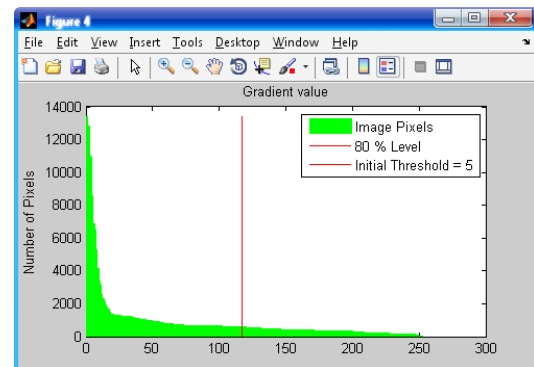 Figure 4
File Edit View Insert Tools Desktop Window Help
Gradient value
14000
12000
10000
8000
6000
4000
2000
0
Number of Pixels
Image Pixels
80 % Level
Initial Threshold = 5
0 50 100 150 200 250 300